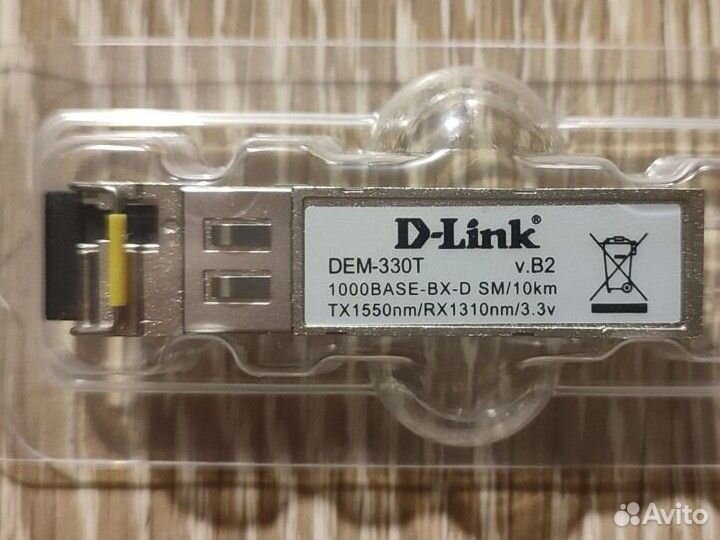 D-Link®
DEM-330T v.B2
1000BASE-BX-D SM/10km
TX1550nm/RX1310nm/3.3v
Avito